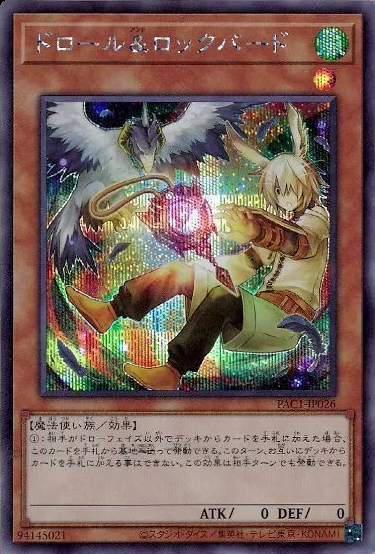 ドロール＆ロックバード
PAC1-JP026
【魔法使い族／効果】
①：相手がドローフェイズ以外でデッキからカードを手札に加えた場合、
このカードを手札から墓地へ送って発動できる。このターン、お互いにデッキから
カードを手札に加える事はできない。この効果は相手ターンでも発動できる。
ATK/ 0 DEF/ 0
94145021 ©スタジオ・ダイス／集英社・テレビ東京・KONAMI